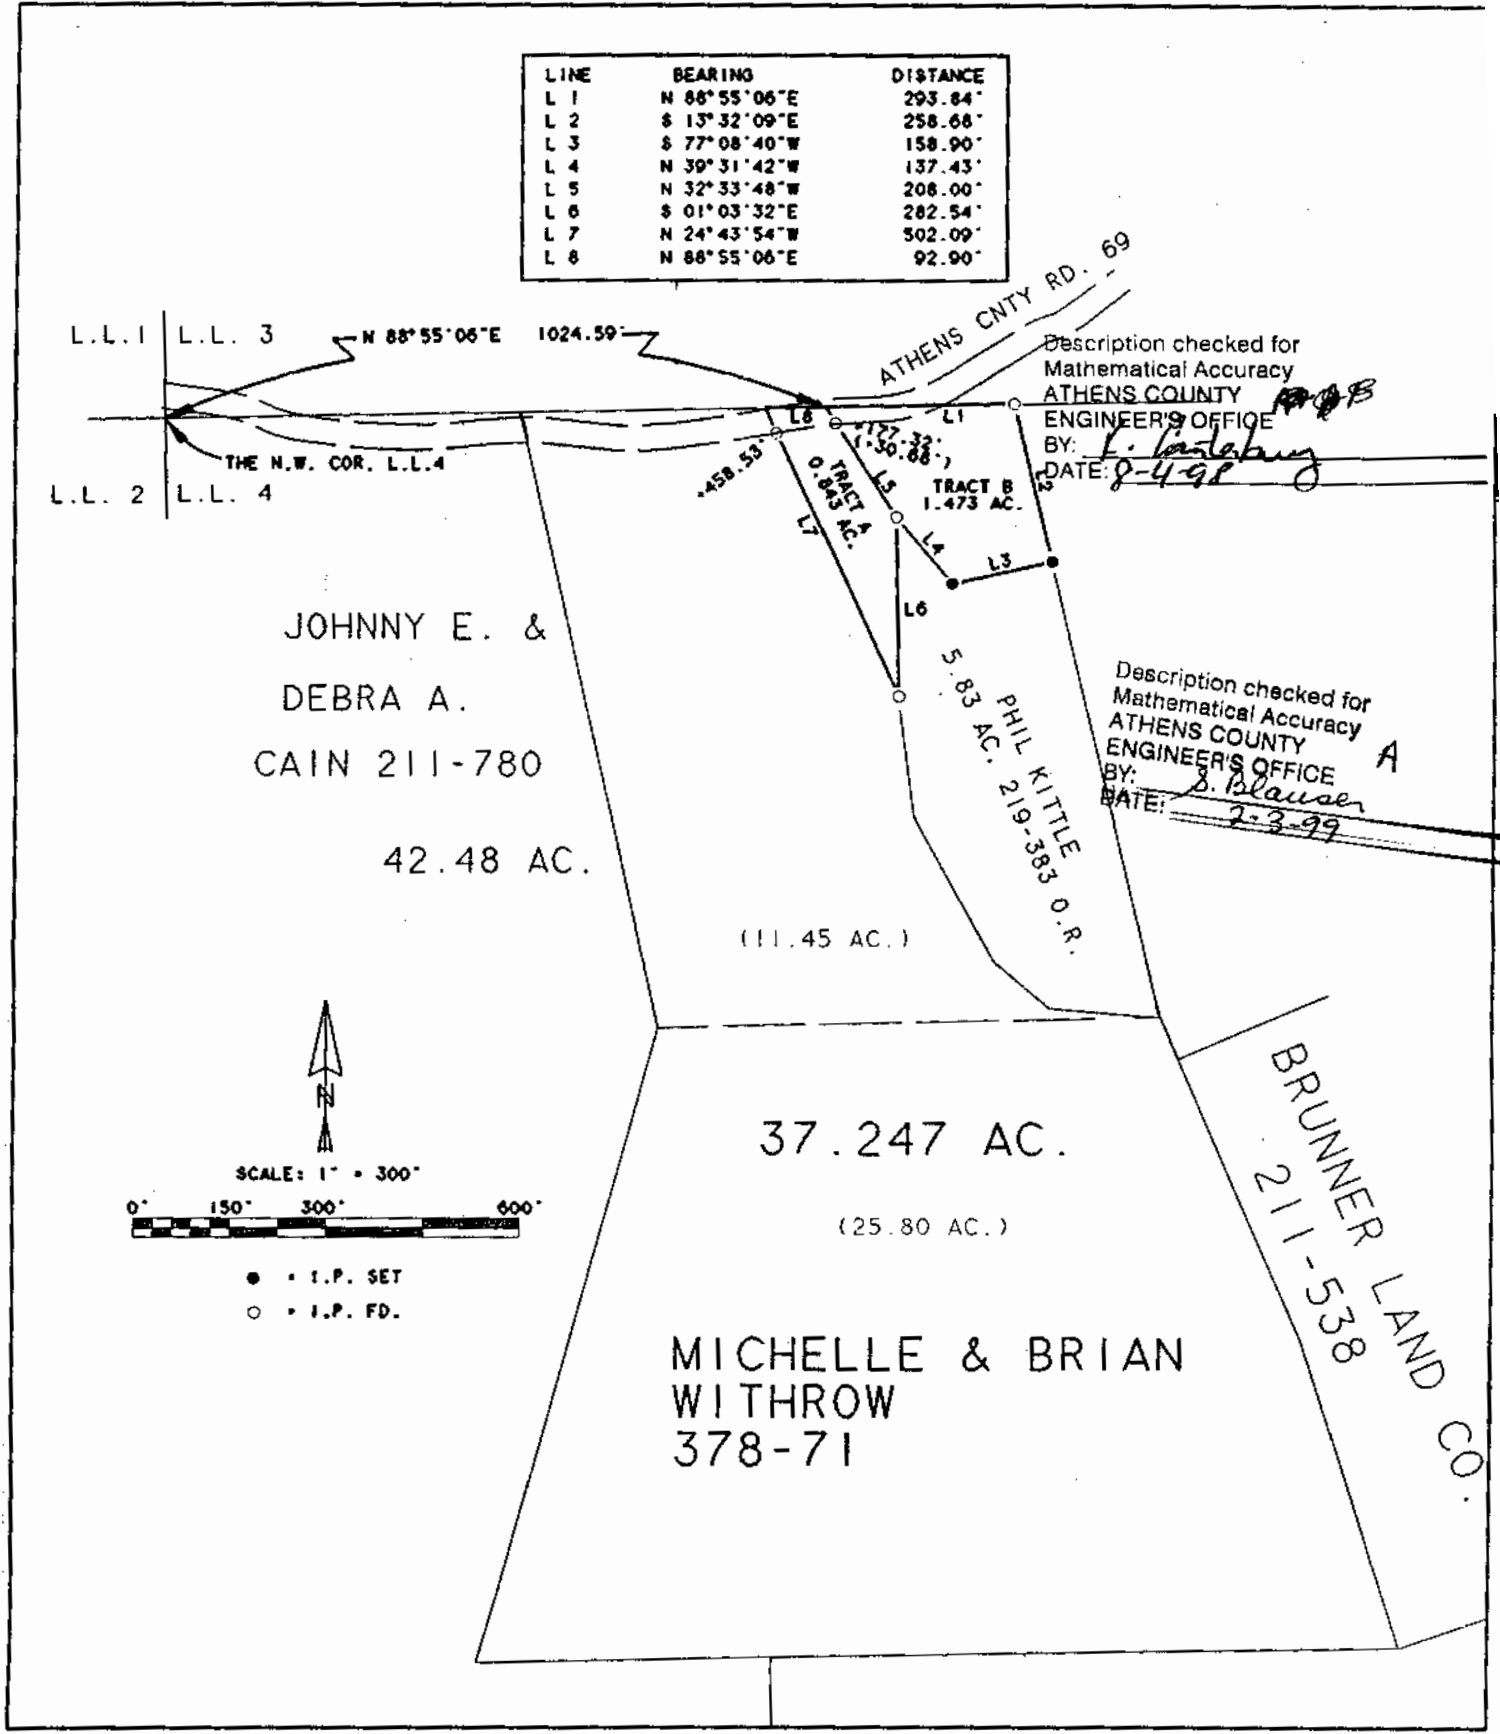 LINE BEARING DISTANCE
L 1 N 88°55'06"E 293.84'
L 2 S 13°32'09"E 258.68'
L 3 S 77°08'40"W 158.90'
L 4 N 39°31'42"W 137.43'
L 5 N 32°33'48"W 208.00'
L 6 S 01°03'32"E 282.54'
L 7 N 24°43'54"W 502.09'
L 8 N 88°55'06"E 92.90'
ATHENS CNTY RD. 69
L.L.1 L.L. 3
N 88°55'06"E 1024.59'
Description checked for
Mathematical Accuracy
ATHENS COUNTY
ENGINEER'S OFFICE B
BY:
DATE: 8-4-98
L8
L1
THE N.W. COR. L.L.4
L.L. 2 L.L. 4
458.53'
177.32'
(30.66')
TRACT A
0.843 AC.
L5
TRACT B
1.473 AC.
L2
L7
L4
L3
L6
JOHNNY E. &
DEBRA A.
CAIN 211-780
42.48 AC.
PHIL KITTLE
5.83 AC. 219-383 O.R.
Description checked for
Mathematical Accuracy
ATHENS COUNTY
ENGINEER'S OFFICE A
BY: S. Blauser
DATE: 2-3-99
(11.45 AC.)
N
SCALE: 1" = 300'
0' 150' 300' 600'
= I.P. SET
= I.P. FD.
37.247 AC.
(25.80 AC.)
BRUNNER LAND CO.
211-538
MICHELLE & BRIAN
WITHROW
378-71